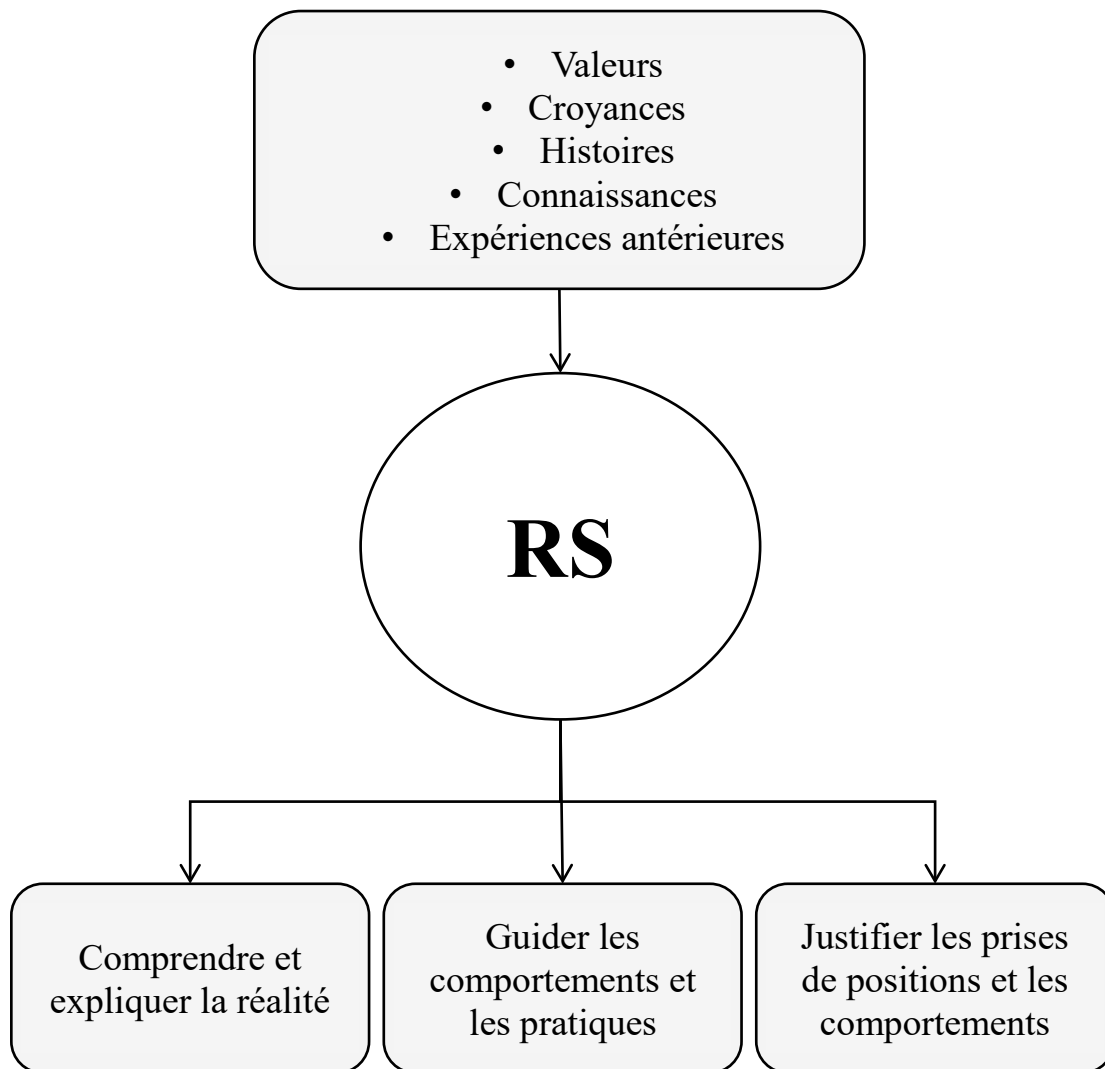 • Valeurs
• Croyances
• Histoires
• Connaissances
• Expériences antérieures
RS
Comprendre et
expliquer la réalité
Guider les
comportements et
les pratiques
Justifier les prises
de positions et les
comportements